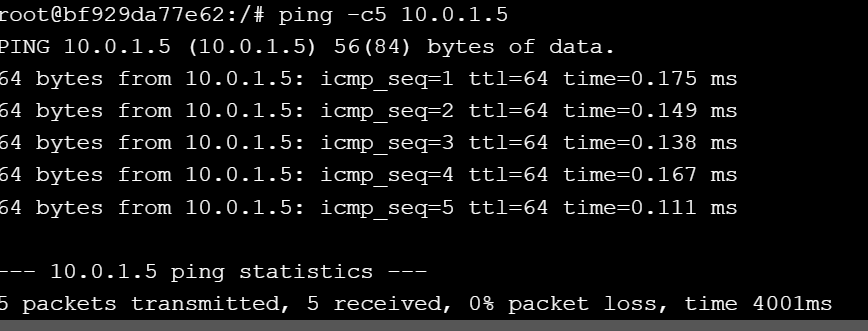 root@bf929da77e62:/# ping -c5 10.0.1.5
PING 10.0.1.5 (10.0.1.5) 56(84) bytes of data.
64 bytes from 10.0.1.5: icmp_seq=1 ttl=64 time=0.175 ms
64 bytes from 10.0.1.5: icmp_seq=2 ttl=64 time=0.149 ms
64 bytes from 10.0.1.5: icmp_seq=3 ttl=64 time=0.138 ms
64 bytes from 10.0.1.5: icmp_seq=4 ttl=64 time=0.167 ms
64 bytes from 10.0.1.5: icmp_seq=5 ttl=64 time=0.111 ms
--- 10.0.1.5 ping statistics ---
5 packets transmitted, 5 received, 0% packet loss, time 4001ms